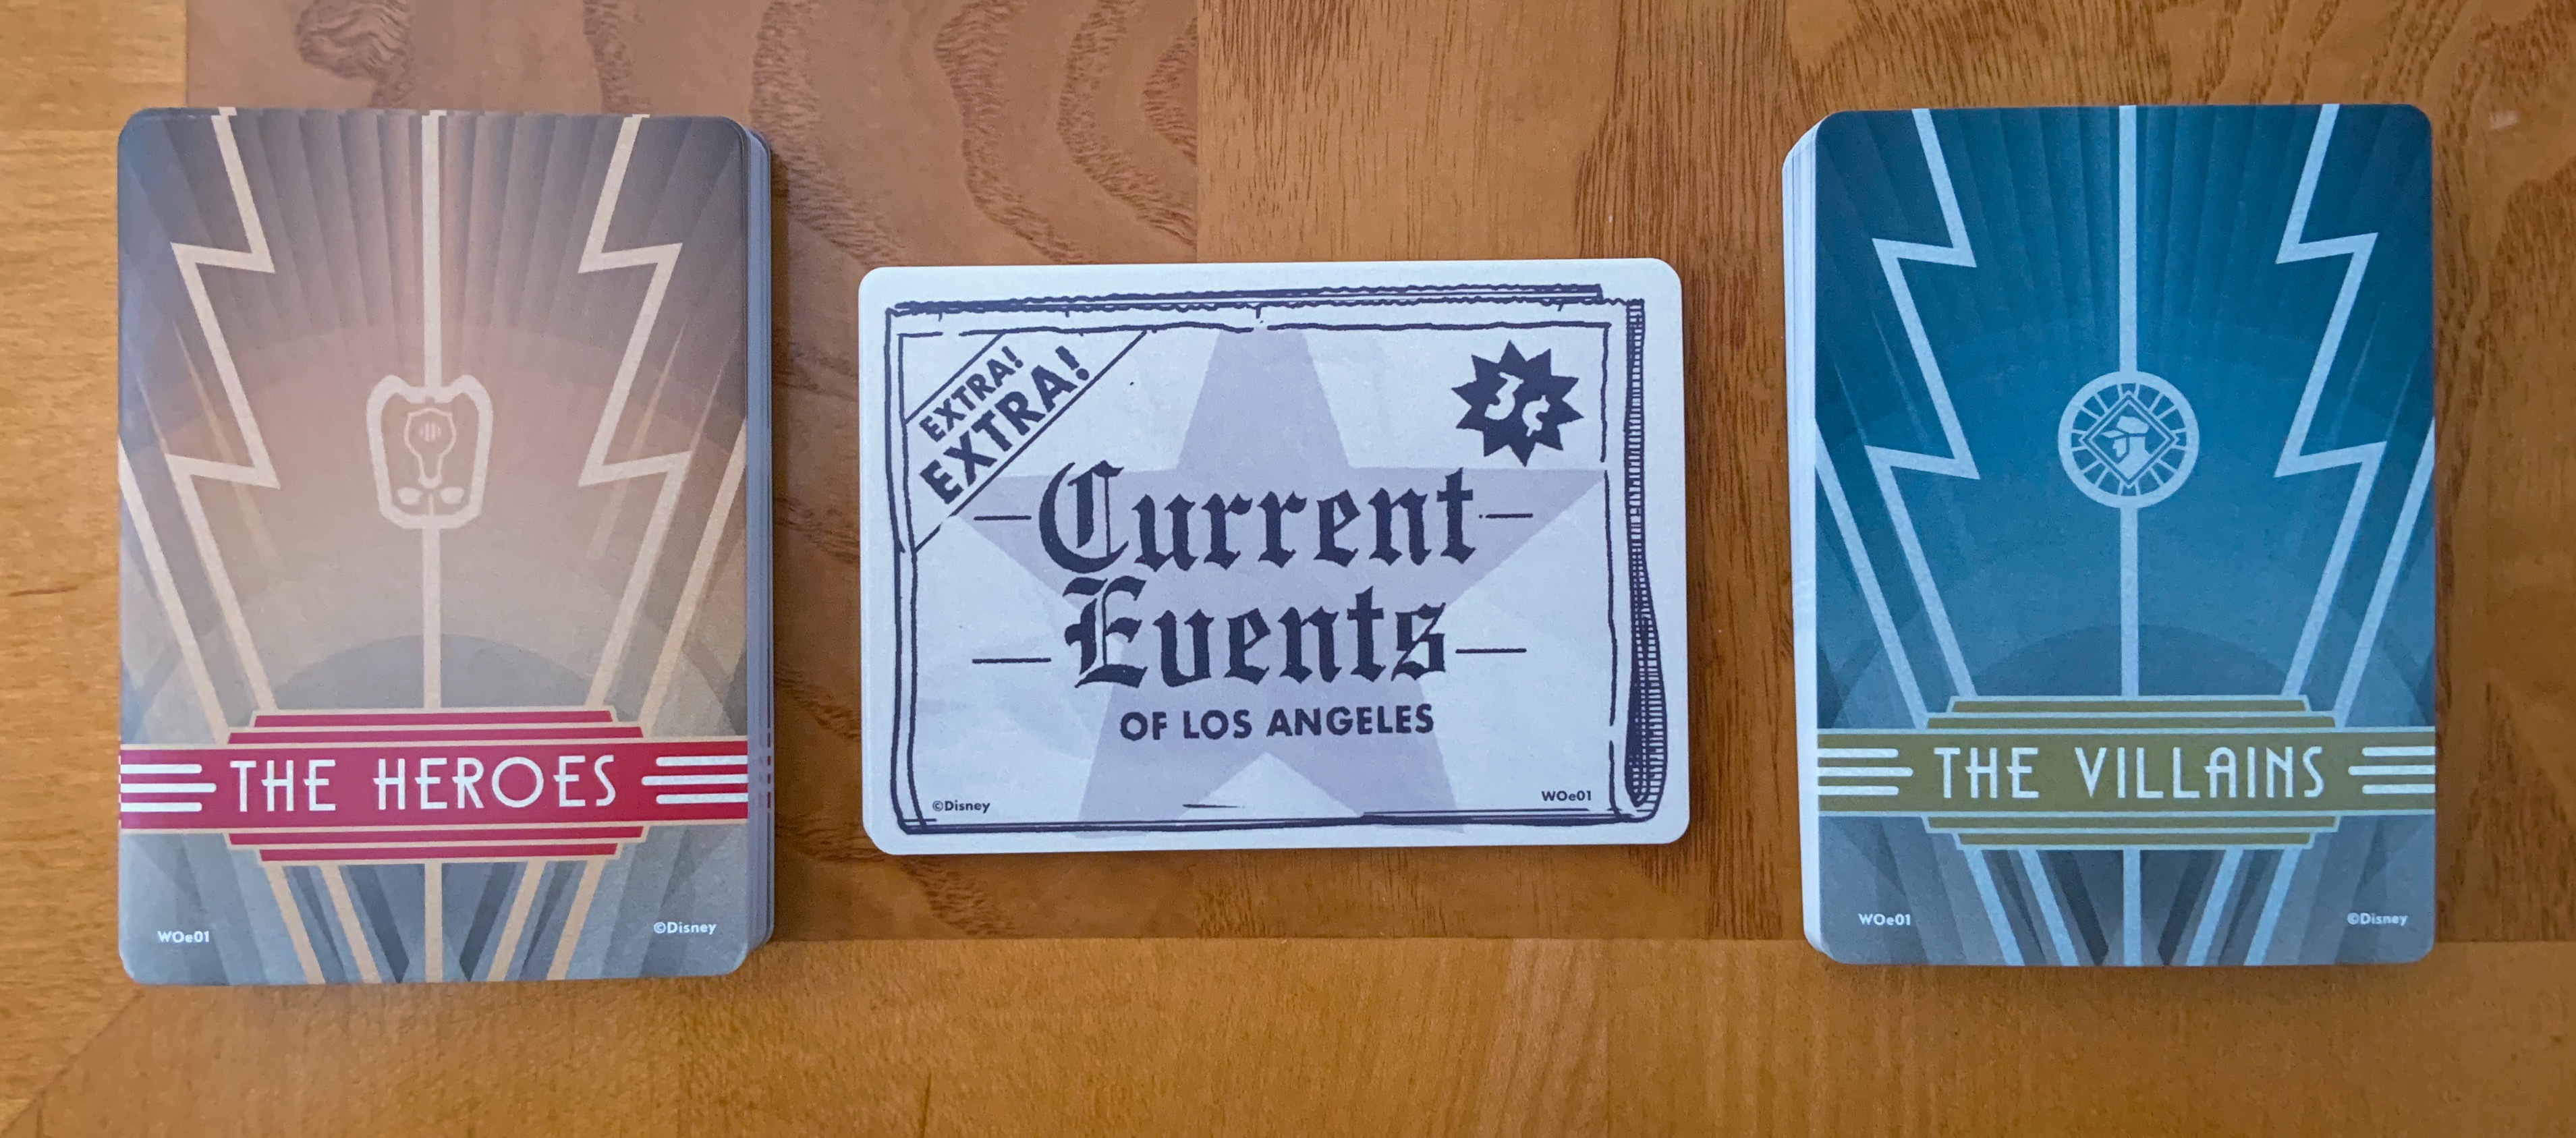 THE HEROES
WOe01
©Disney
EXTRA!
EXTRA!
3¢
Current
Events
OF LOS ANGELES
©Disney
WOe01
THE VILLAINS
WOe01
©Disney